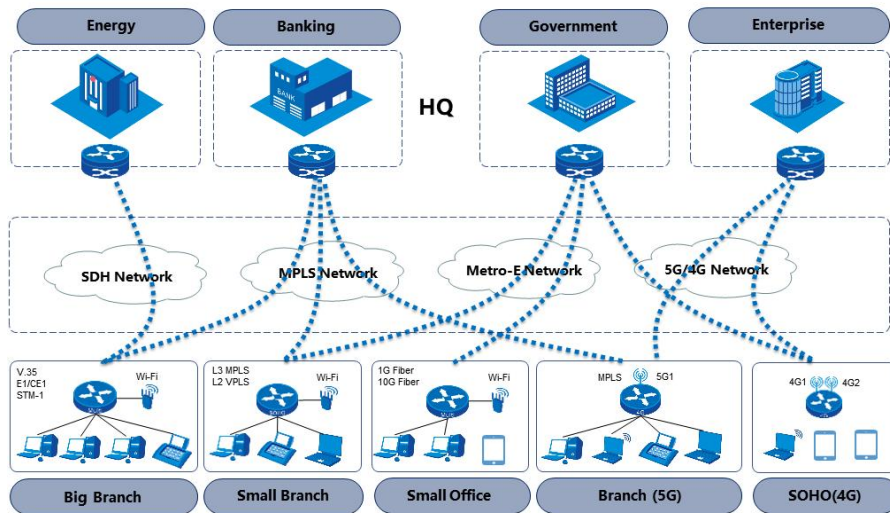 Energy
Banking
Government
Enterprise
BANK
HQ
SDH Network
MPLS Network
Metro-E Network
5G/4G Network
V.35
E1/CE1
STM-1
Wi-Fi
L3 MPLS
L2 VPLS
Wi-Fi
1G Fiber
10G Fiber
Wi-Fi
MPLS
5G1
4G
4G1
4G2
Big Branch
Small Branch
Small Office
Branch (5G)
SOHO(4G)